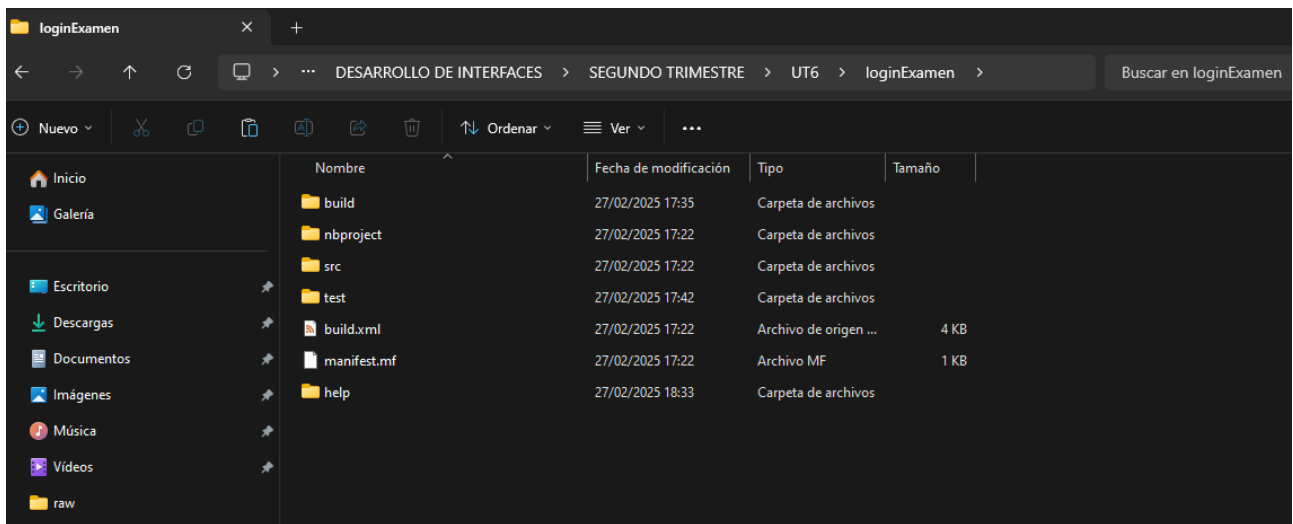 loginExamen
DESARROLLO DE INTERFACES > SEGUNDO TRIMESTRE > UT6 > loginExamen > Buscar en loginExamen
Nuevo Ordenar Ver
Nombre Fecha de modificación Tipo Tamaño
Inicio
Galería
Escritorio
Descargas
Documentos
Imágenes
Música
Vídeos
raw
build 27/02/2025 17:35 Carpeta de archivos
nbproject 27/02/2025 17:22 Carpeta de archivos
src 27/02/2025 17:22 Carpeta de archivos
test 27/02/2025 17:42 Carpeta de archivos
build.xml 27/02/2025 17:22 Archivo de origen ... 4 KB
manifest.mf 27/02/2025 17:22 Archivo MF 1 KB
help 27/02/2025 18:33 Carpeta de archivos